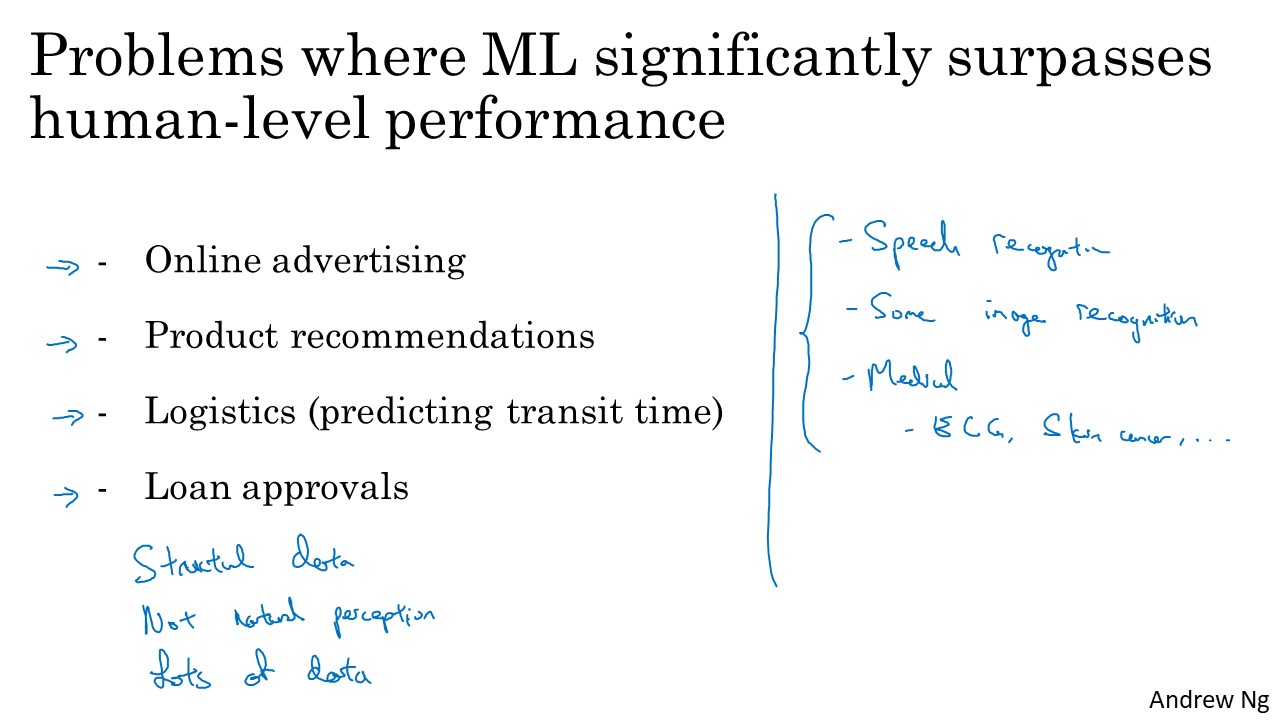 Problems where ML significantly surpasses
human-level performance
- Online advertising
- Product recommendations
- Logistics (predicting transit time)
- Loan approvals
Structured data
Not natural perception
Lots of data
- Speech recognition
- Some image recognition
- Medical
- ECG, Skin cancer, ...
Andrew Ng